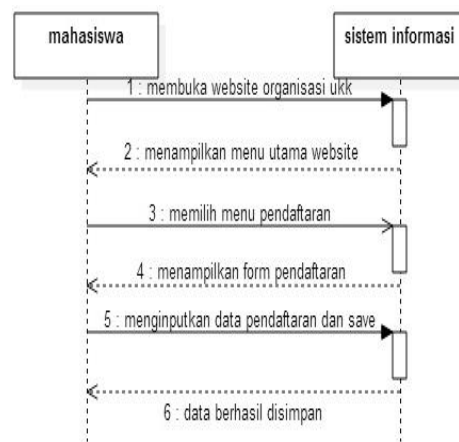 mahasiswa
sistem informasi
1 : membuka website organisasi ukk
2 : menampilkan menu utama website
3 : memilih menu pendaftaran
4 : menampilkan form pendaftaran
5 : menginputkan data pendaftaran dan save
6 : data berhasil disimpan